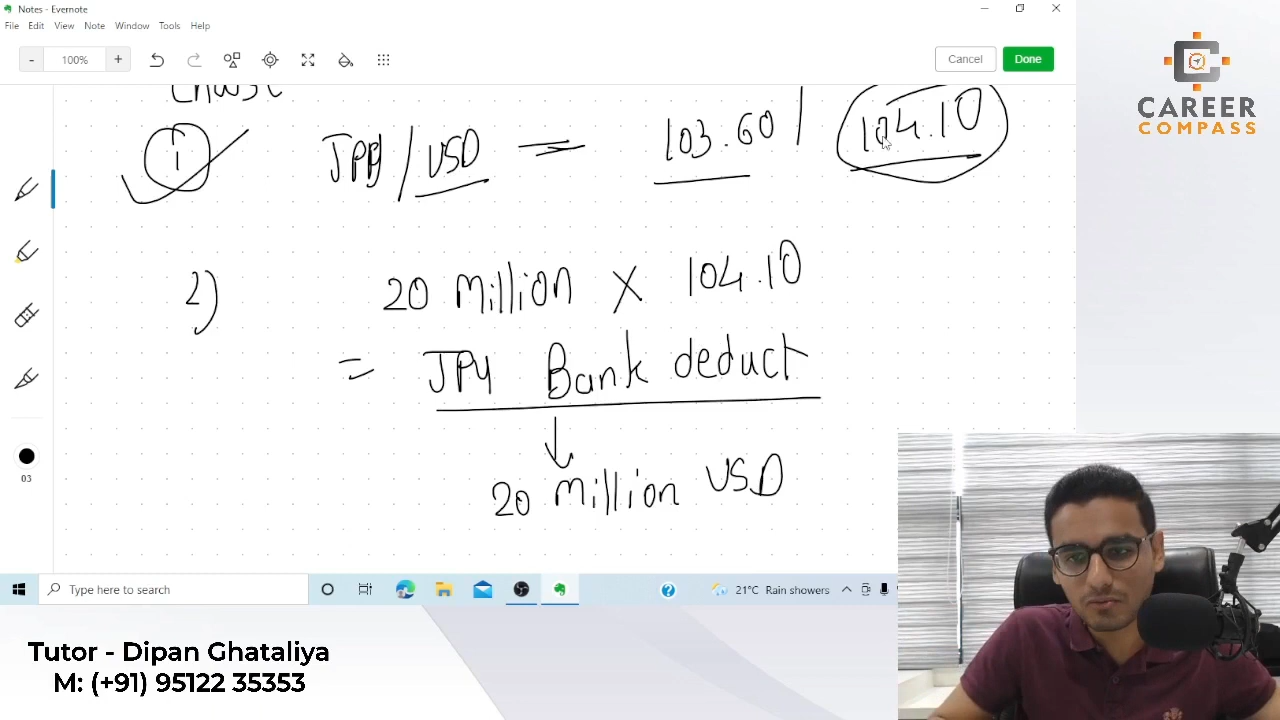 Notes - Evernote
File Edit View Note Window Tools Help
- 100% +
Cancel Done
CAREER
COMPASS
1 JPY / USD = 103.60 / 104.10
2) 20 Million X 104.10
= JPY Bank deduct
20 Million USD
03
Type here to search
21°C Rain showers
Tutor - Dipan Ghataliya
M: (+91) 95122 35353